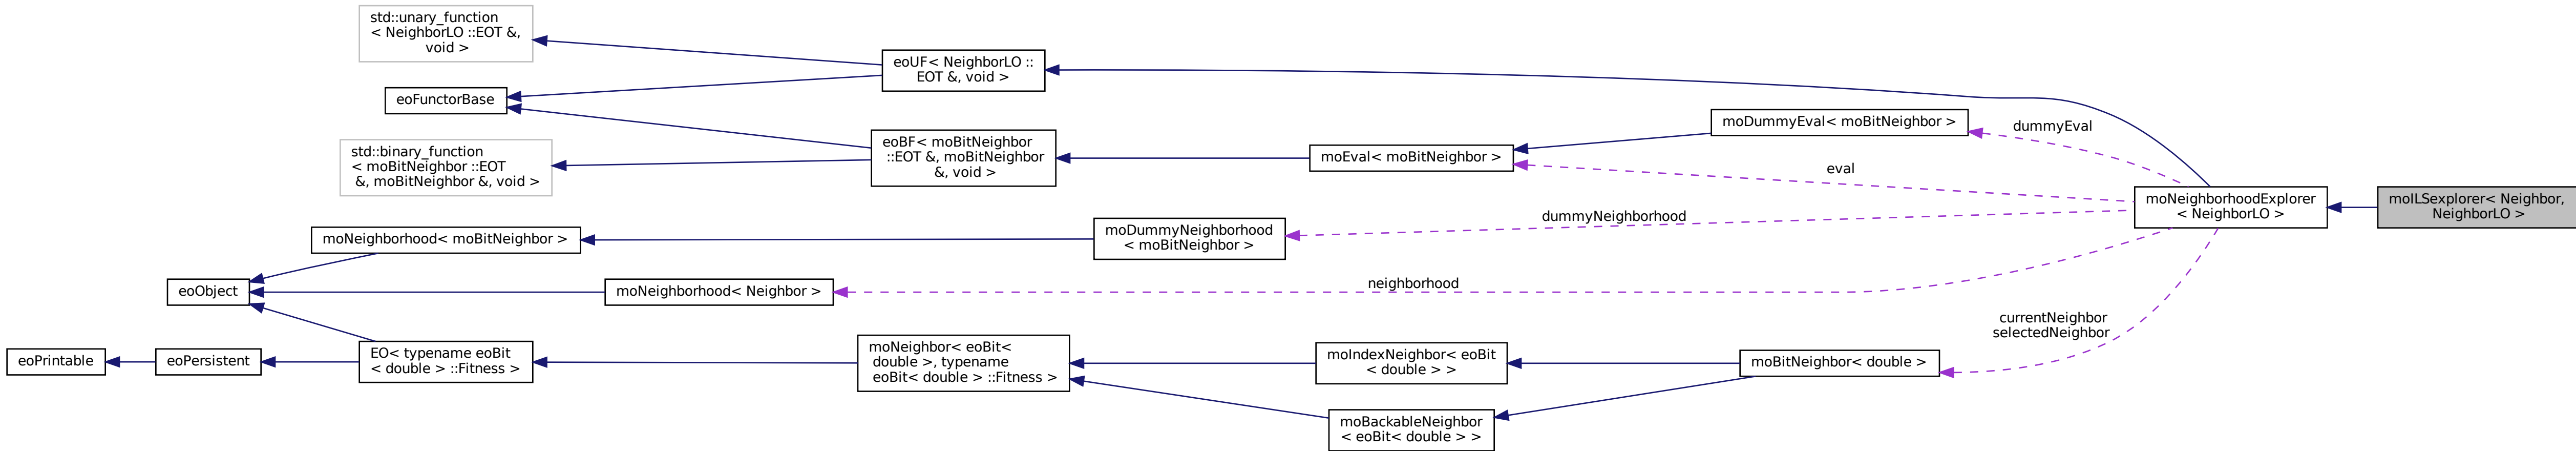 std::unary_function
< NeighborLO ::EOT &,
void >
eoFunctorBase
std::binary_function
< moBitNeighbor ::EOT
&, moBitNeighbor &, void >
eoUF< NeighborLO ::
EOT &, void >
eoBF< moBitNeighbor
::EOT &, moBitNeighbor
&, void >
moEval< moBitNeighbor >
moDummyEval< moBitNeighbor >
dummyEval
eval
dummyNeighborhood
moNeighborhoodExplorer
< NeighborLO >
moILSexplorer< Neighbor,
NeighborLO >
moNeighborhood< moBitNeighbor >
moDummyNeighborhood
< moBitNeighbor >
eoObject
moNeighborhood< Neighbor >
neighborhood
currentNeighbor
selectedNeighbor
eoPrintable
eoPersistent
EO< typename eoBit
< double > ::Fitness >
moNeighbor< eoBit<
double >, typename
eoBit< double > ::Fitness >
moIndexNeighbor< eoBit
< double > >
moBitNeighbor< double >
moBackableNeighbor
< eoBit< double > >